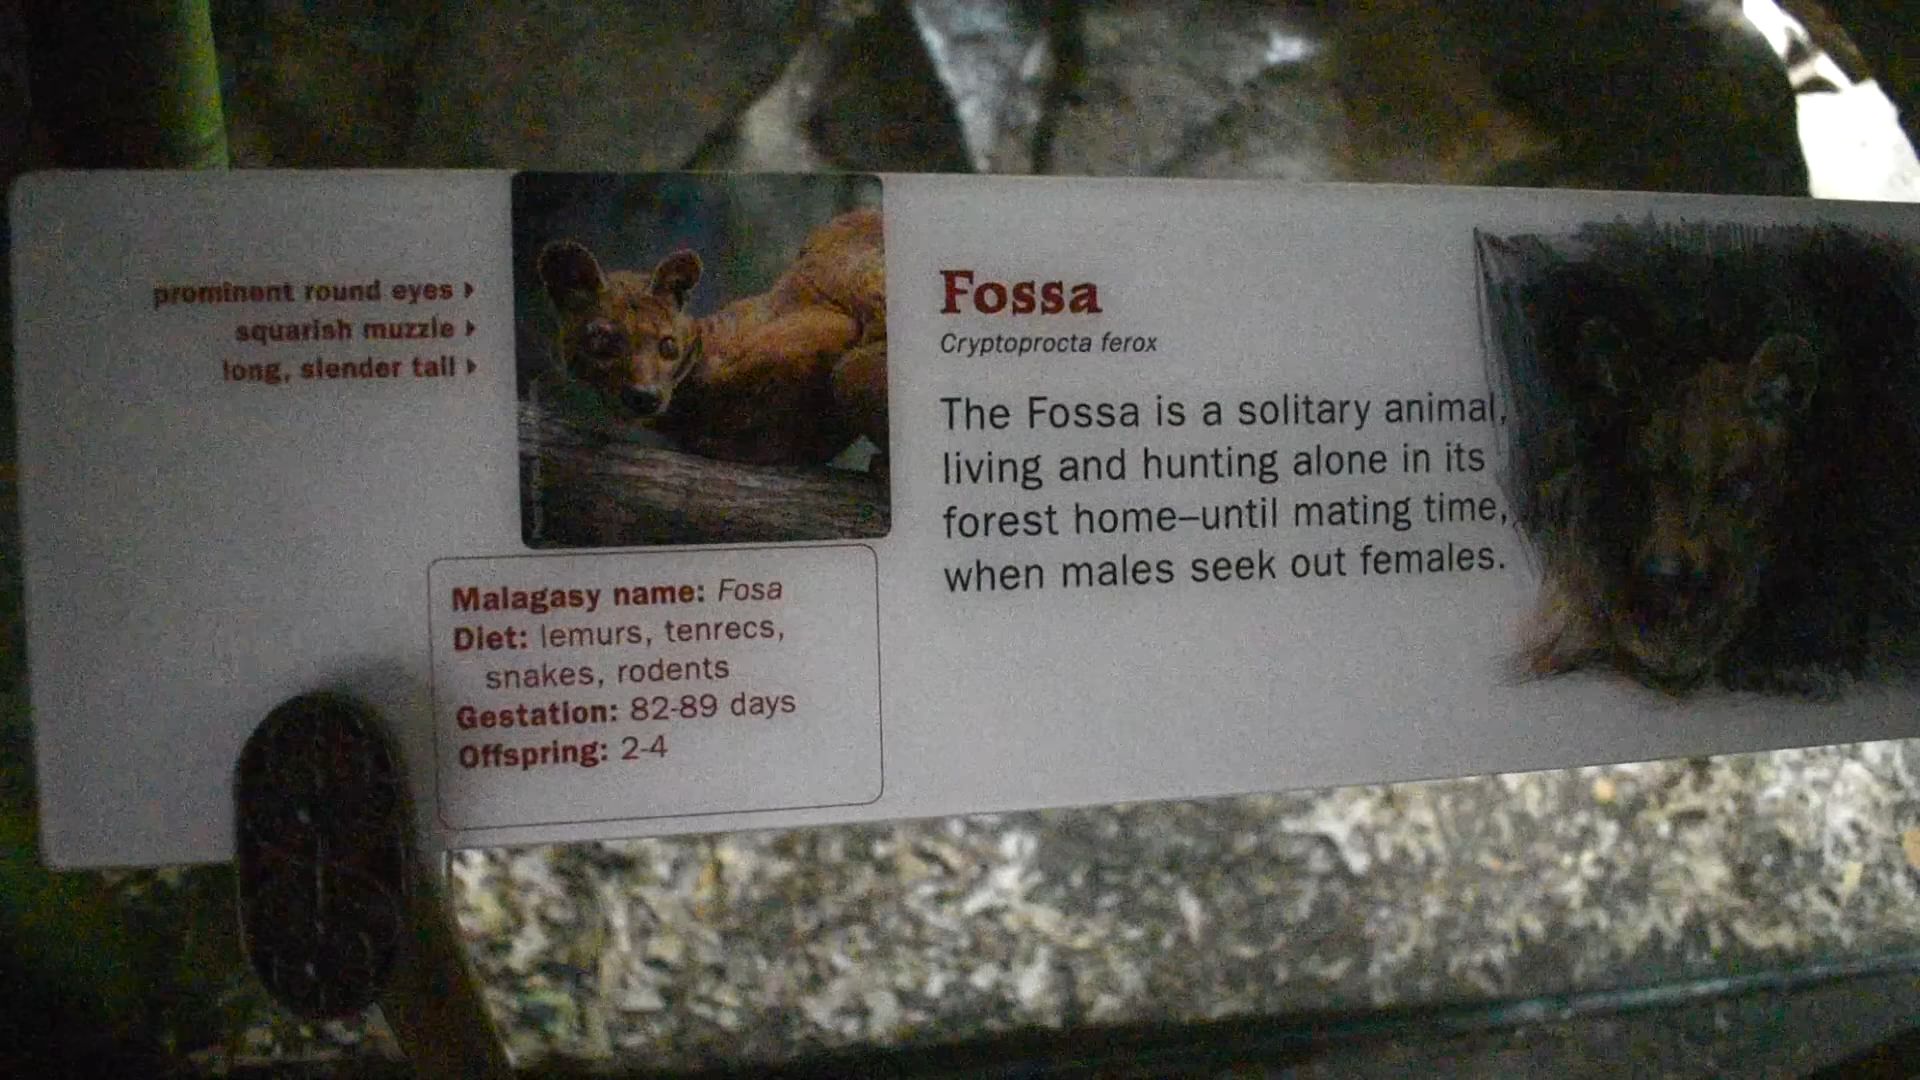 prominent round eyes
squarish muzzle
long, slender tail
Fossa
Cryptoprocta ferox
The Fossa is a solitary animal,
living and hunting alone in its
forest home–until mating time,
when males seek out females.
Malagasy name: Fosa
Diet: lemurs, tenrecs,
snakes, rodents
Gestation: 82-89 days
Offspring: 2-4